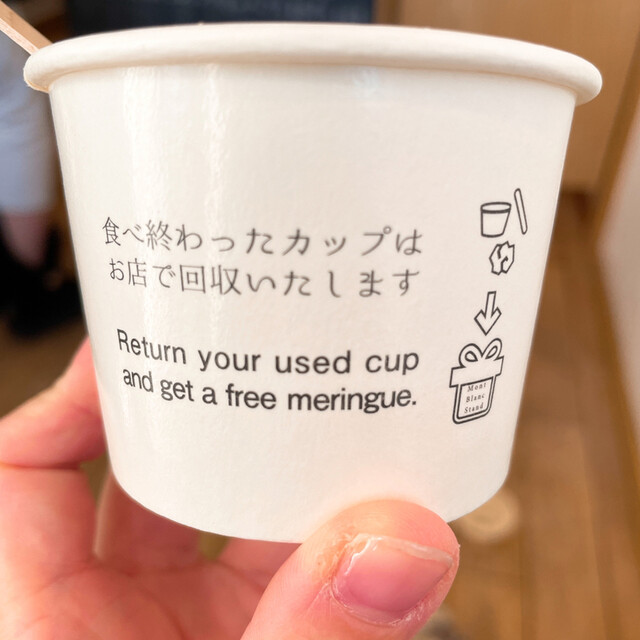 食べ終わったカップは
お店で回収いたします
Return your used cup
and get a free meringue.
Mont
Blanc
Stand